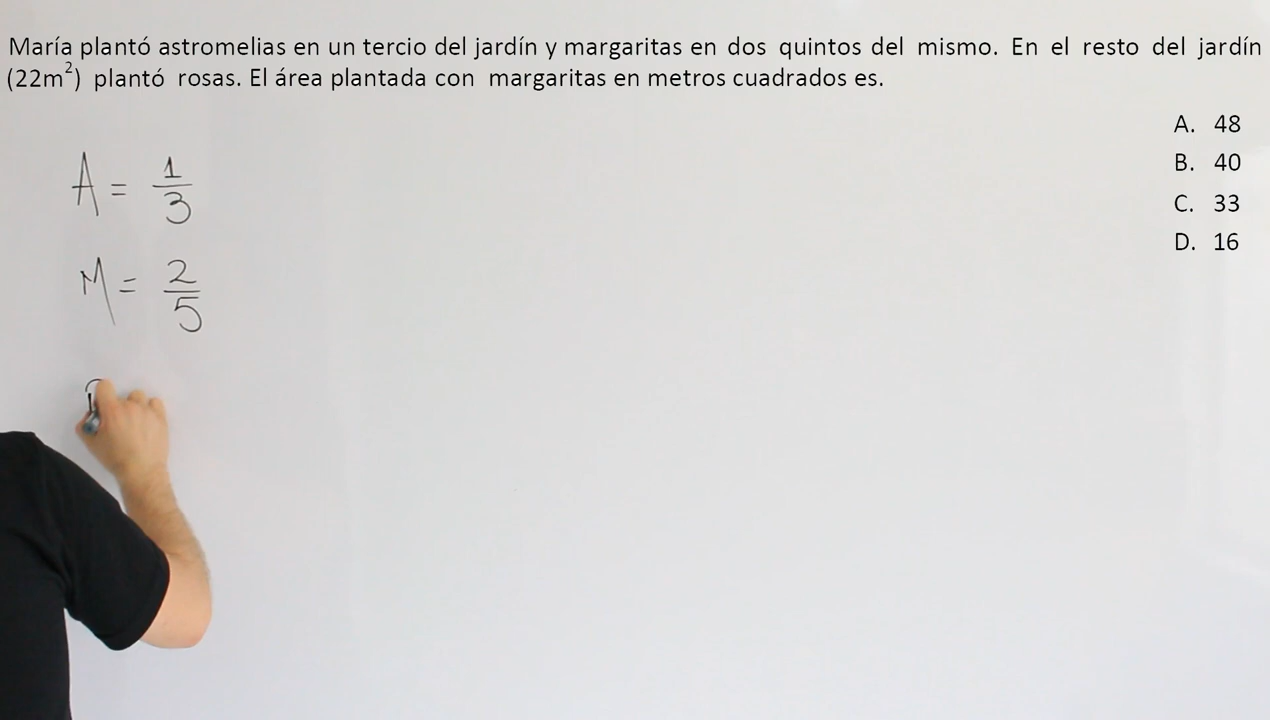 María plantó astromelias en un tercio del jardín y margaritas en dos quintos del mismo. En el resto del jardín
(22m²) plantó rosas. El área plantada con margaritas en metros cuadrados es.
A. 48
B. 40
C. 33
D. 16
A = 1/3
M = 2/5